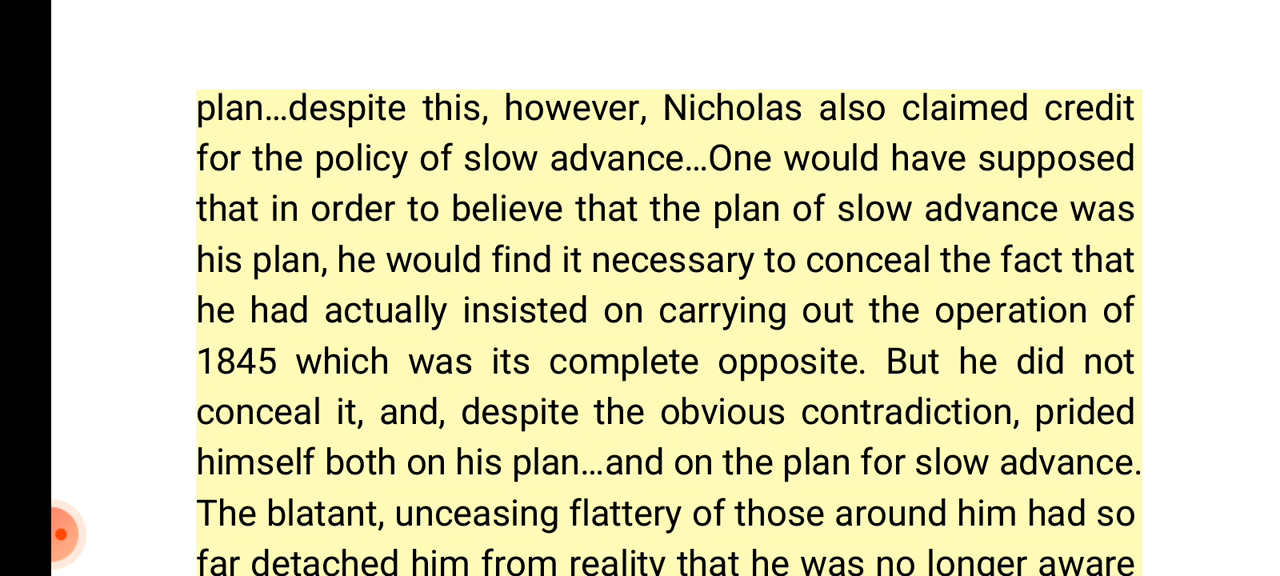 plan…despite this, however, Nicholas also claimed credit
for the policy of slow advance…One would have supposed
that in order to believe that the plan of slow advance was
his plan, he would find it necessary to conceal the fact that
he had actually insisted on carrying out the operation of
1845 which was its complete opposite. But he did not
conceal it, and, despite the obvious contradiction, prided
himself both on his plan…and on the plan for slow advance.
The blatant, unceasing flattery of those around him had so
far detached him from reality that he was no longer aware